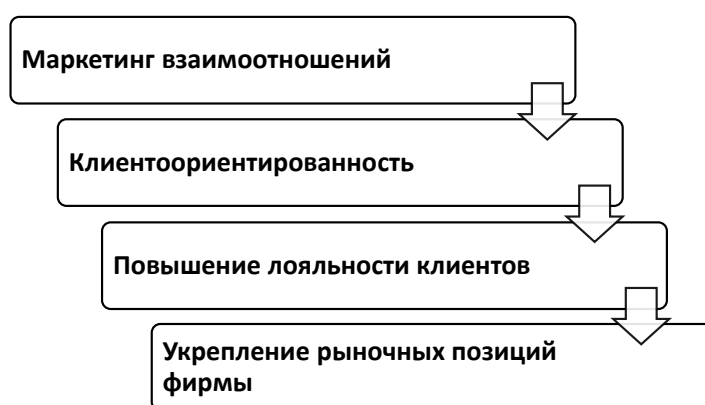 Маркетинг взаимоотношений
Клиентоориентированность
Повышение лояльности клиентов
Укрепление рыночных позиций
фирмы